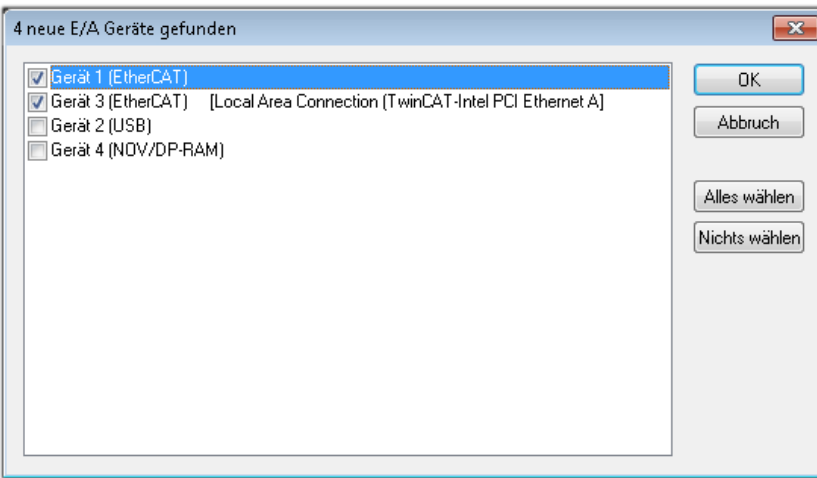 4 neue E/A Geräte gefunden
Gerät 1 (EtherCAT)
Gerät 3 (EtherCAT) [Local Area Connection (TwinCAT-Intel PCI Ethernet A]
Gerät 2 (USB)
Gerät 4 (NOV/DP-RAM)
OK
Abbruch
Alles wählen
Nichts wählen